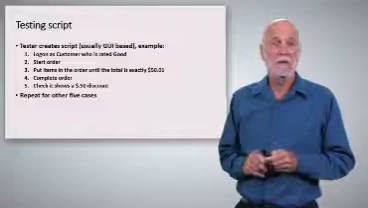 Testing script
• Tester creates script (usually GUI based), example:
1. Logon as Customer who is rated Good
2. Start order
3. Put items in the order until the total is exactly $50.01
4. Complete order
5. Check it shows a 5.50 discount
• Repeat for other five cases